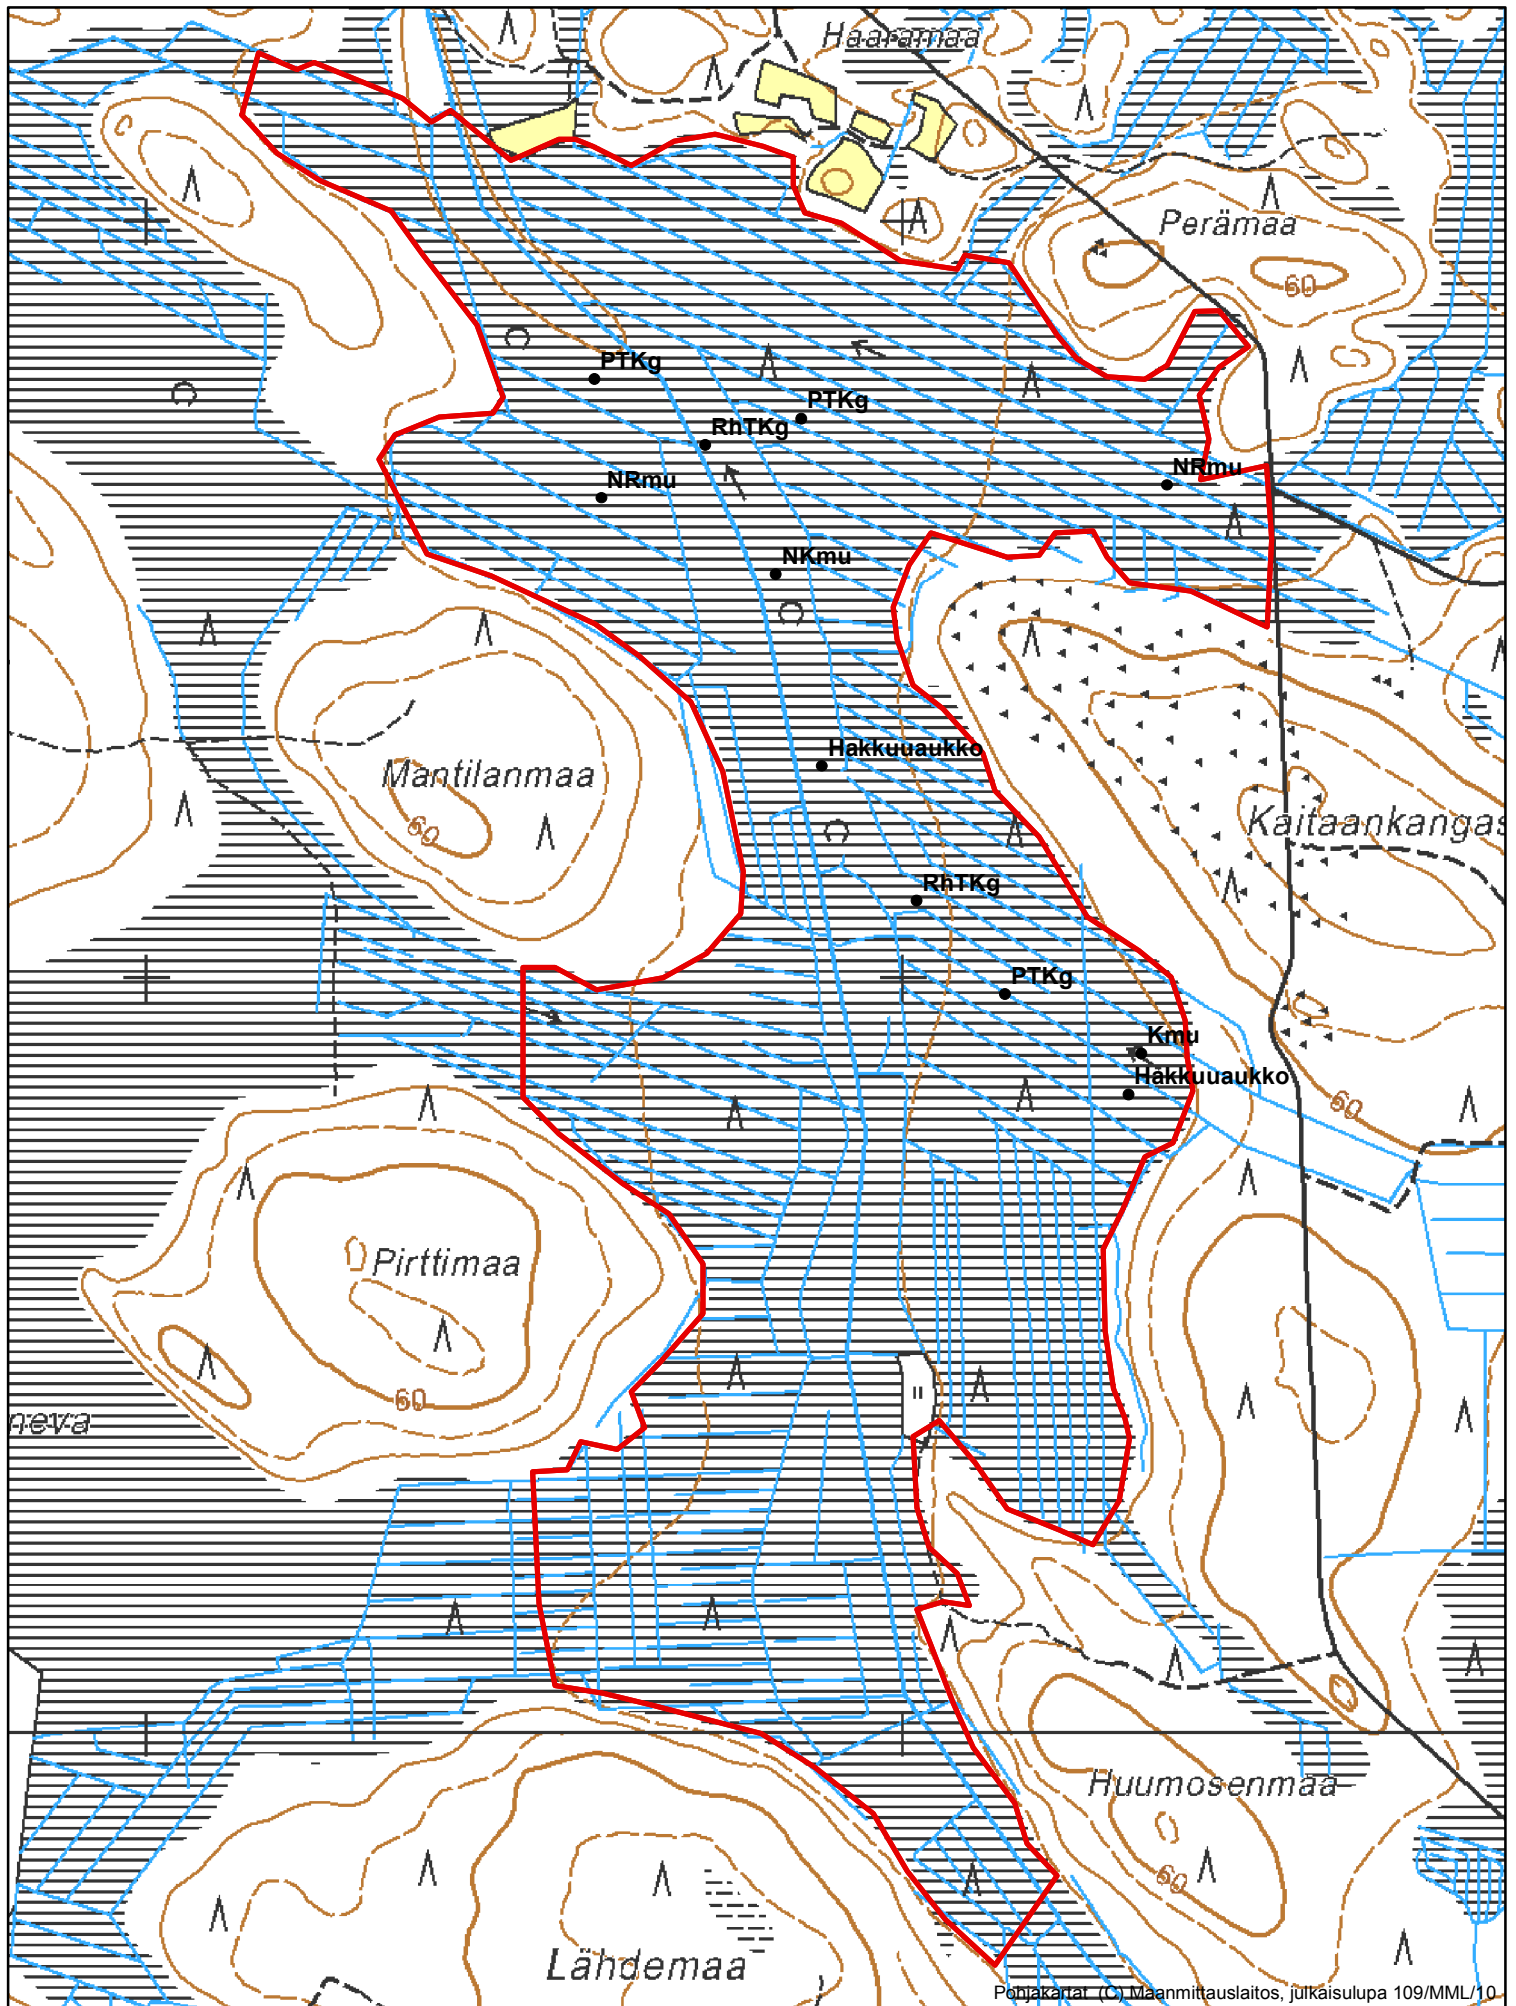 Haaramaa
Perämaa
60
PTKg
PTKg
RhTKg
NRmu
NRmu
NKmu
Hakkuuaukko
Mantilanmaa
60
Kaitaankangas
RhTKg
PTKg
Kmu
Hakkuuaukko
60
Pirttimaa
60
neva
Huumosenmaa
60
Lähdemaa
Pohjakartat (C) Maanmittauslaitos, julkaisulupa 109/MML/10